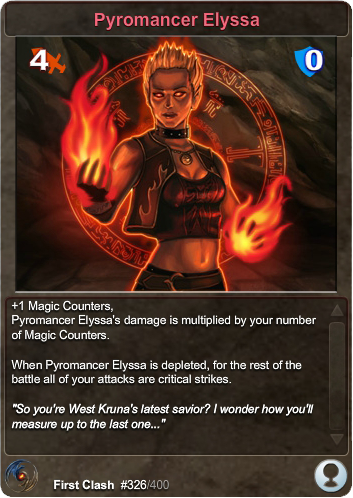 Pyromancer Elyssa
4
0
+1 Magic Counters,
Pyromancer Elyssa's damage is multiplied by your number
of Magic Counters.
When Pyromancer Elyssa is depleted, for the rest of the
battle all of your attacks are critical strikes.
"So you're West Kruna's latest savior? I wonder how you'll
measure up to the last one..."
First Clash #326/400